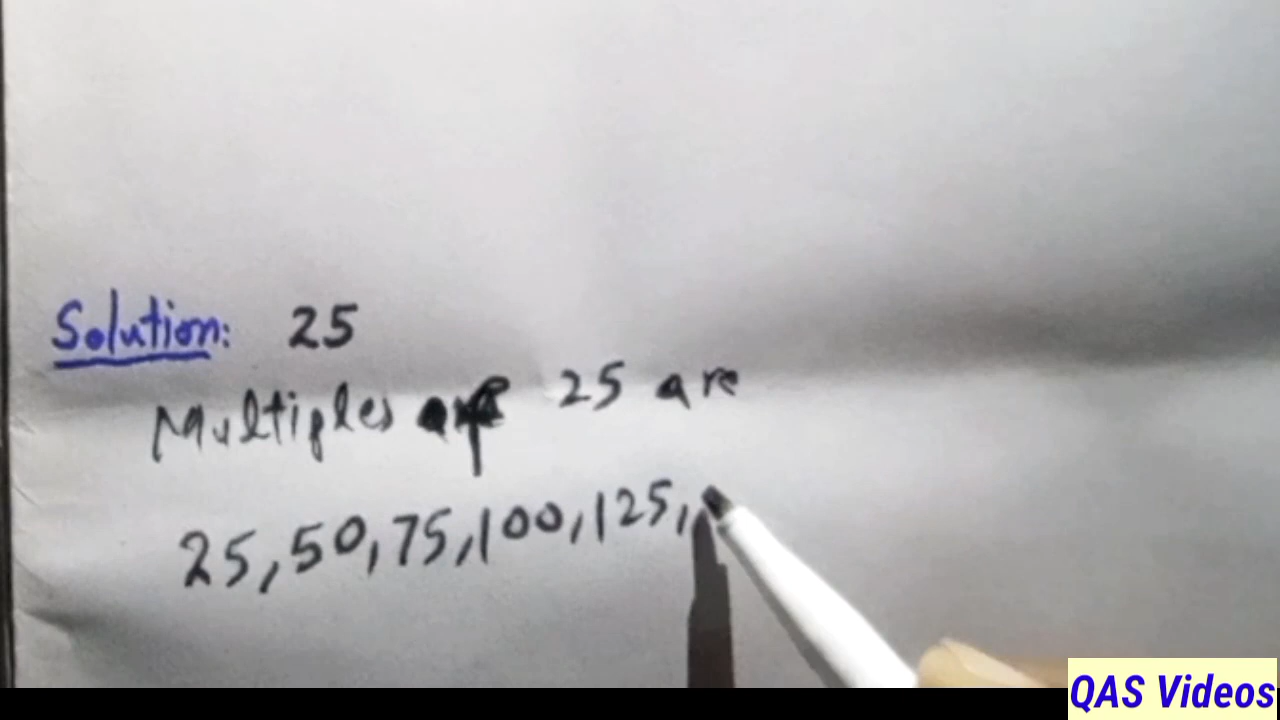 Solution: 25
Multiples of 25 are
25, 50, 75, 100, 125,
QAS Videos